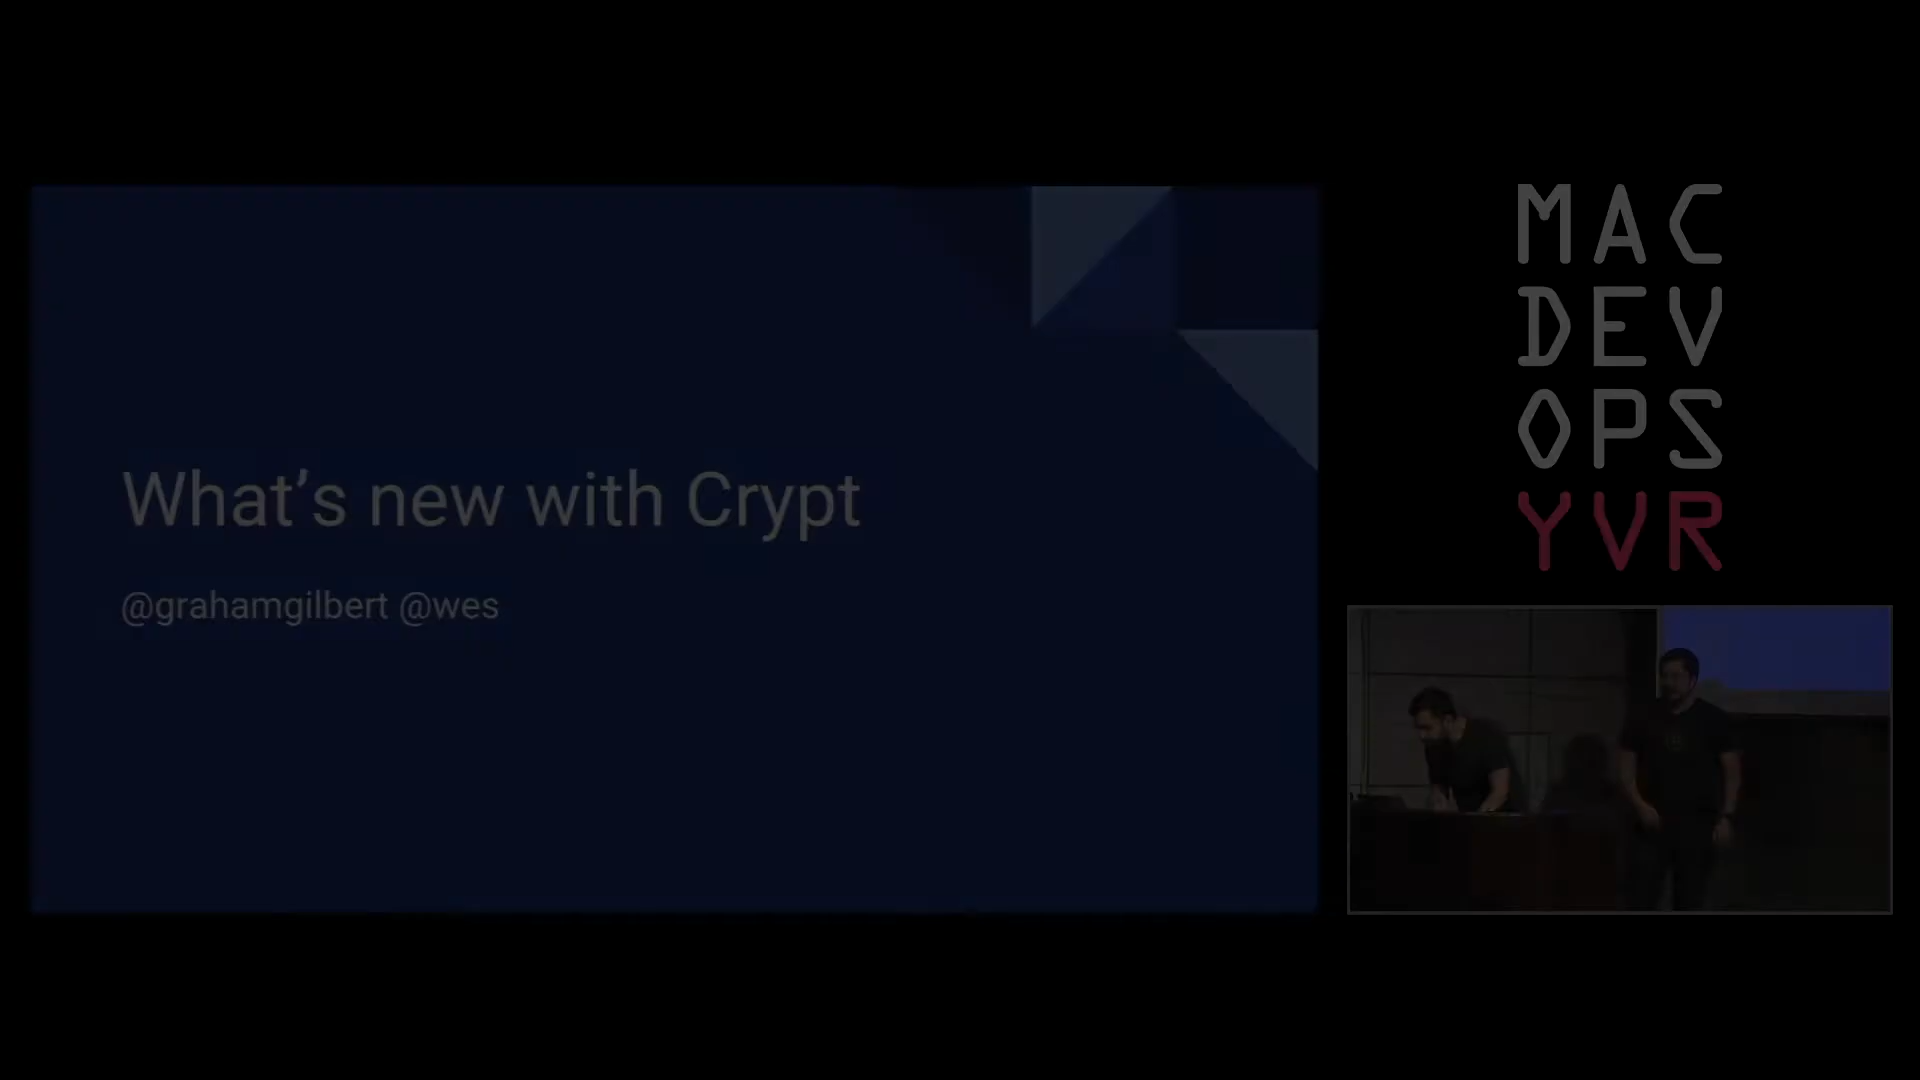 What’s new with Crypt
@grahamgilbert @wes
MAC
DEV
OPS
YVR